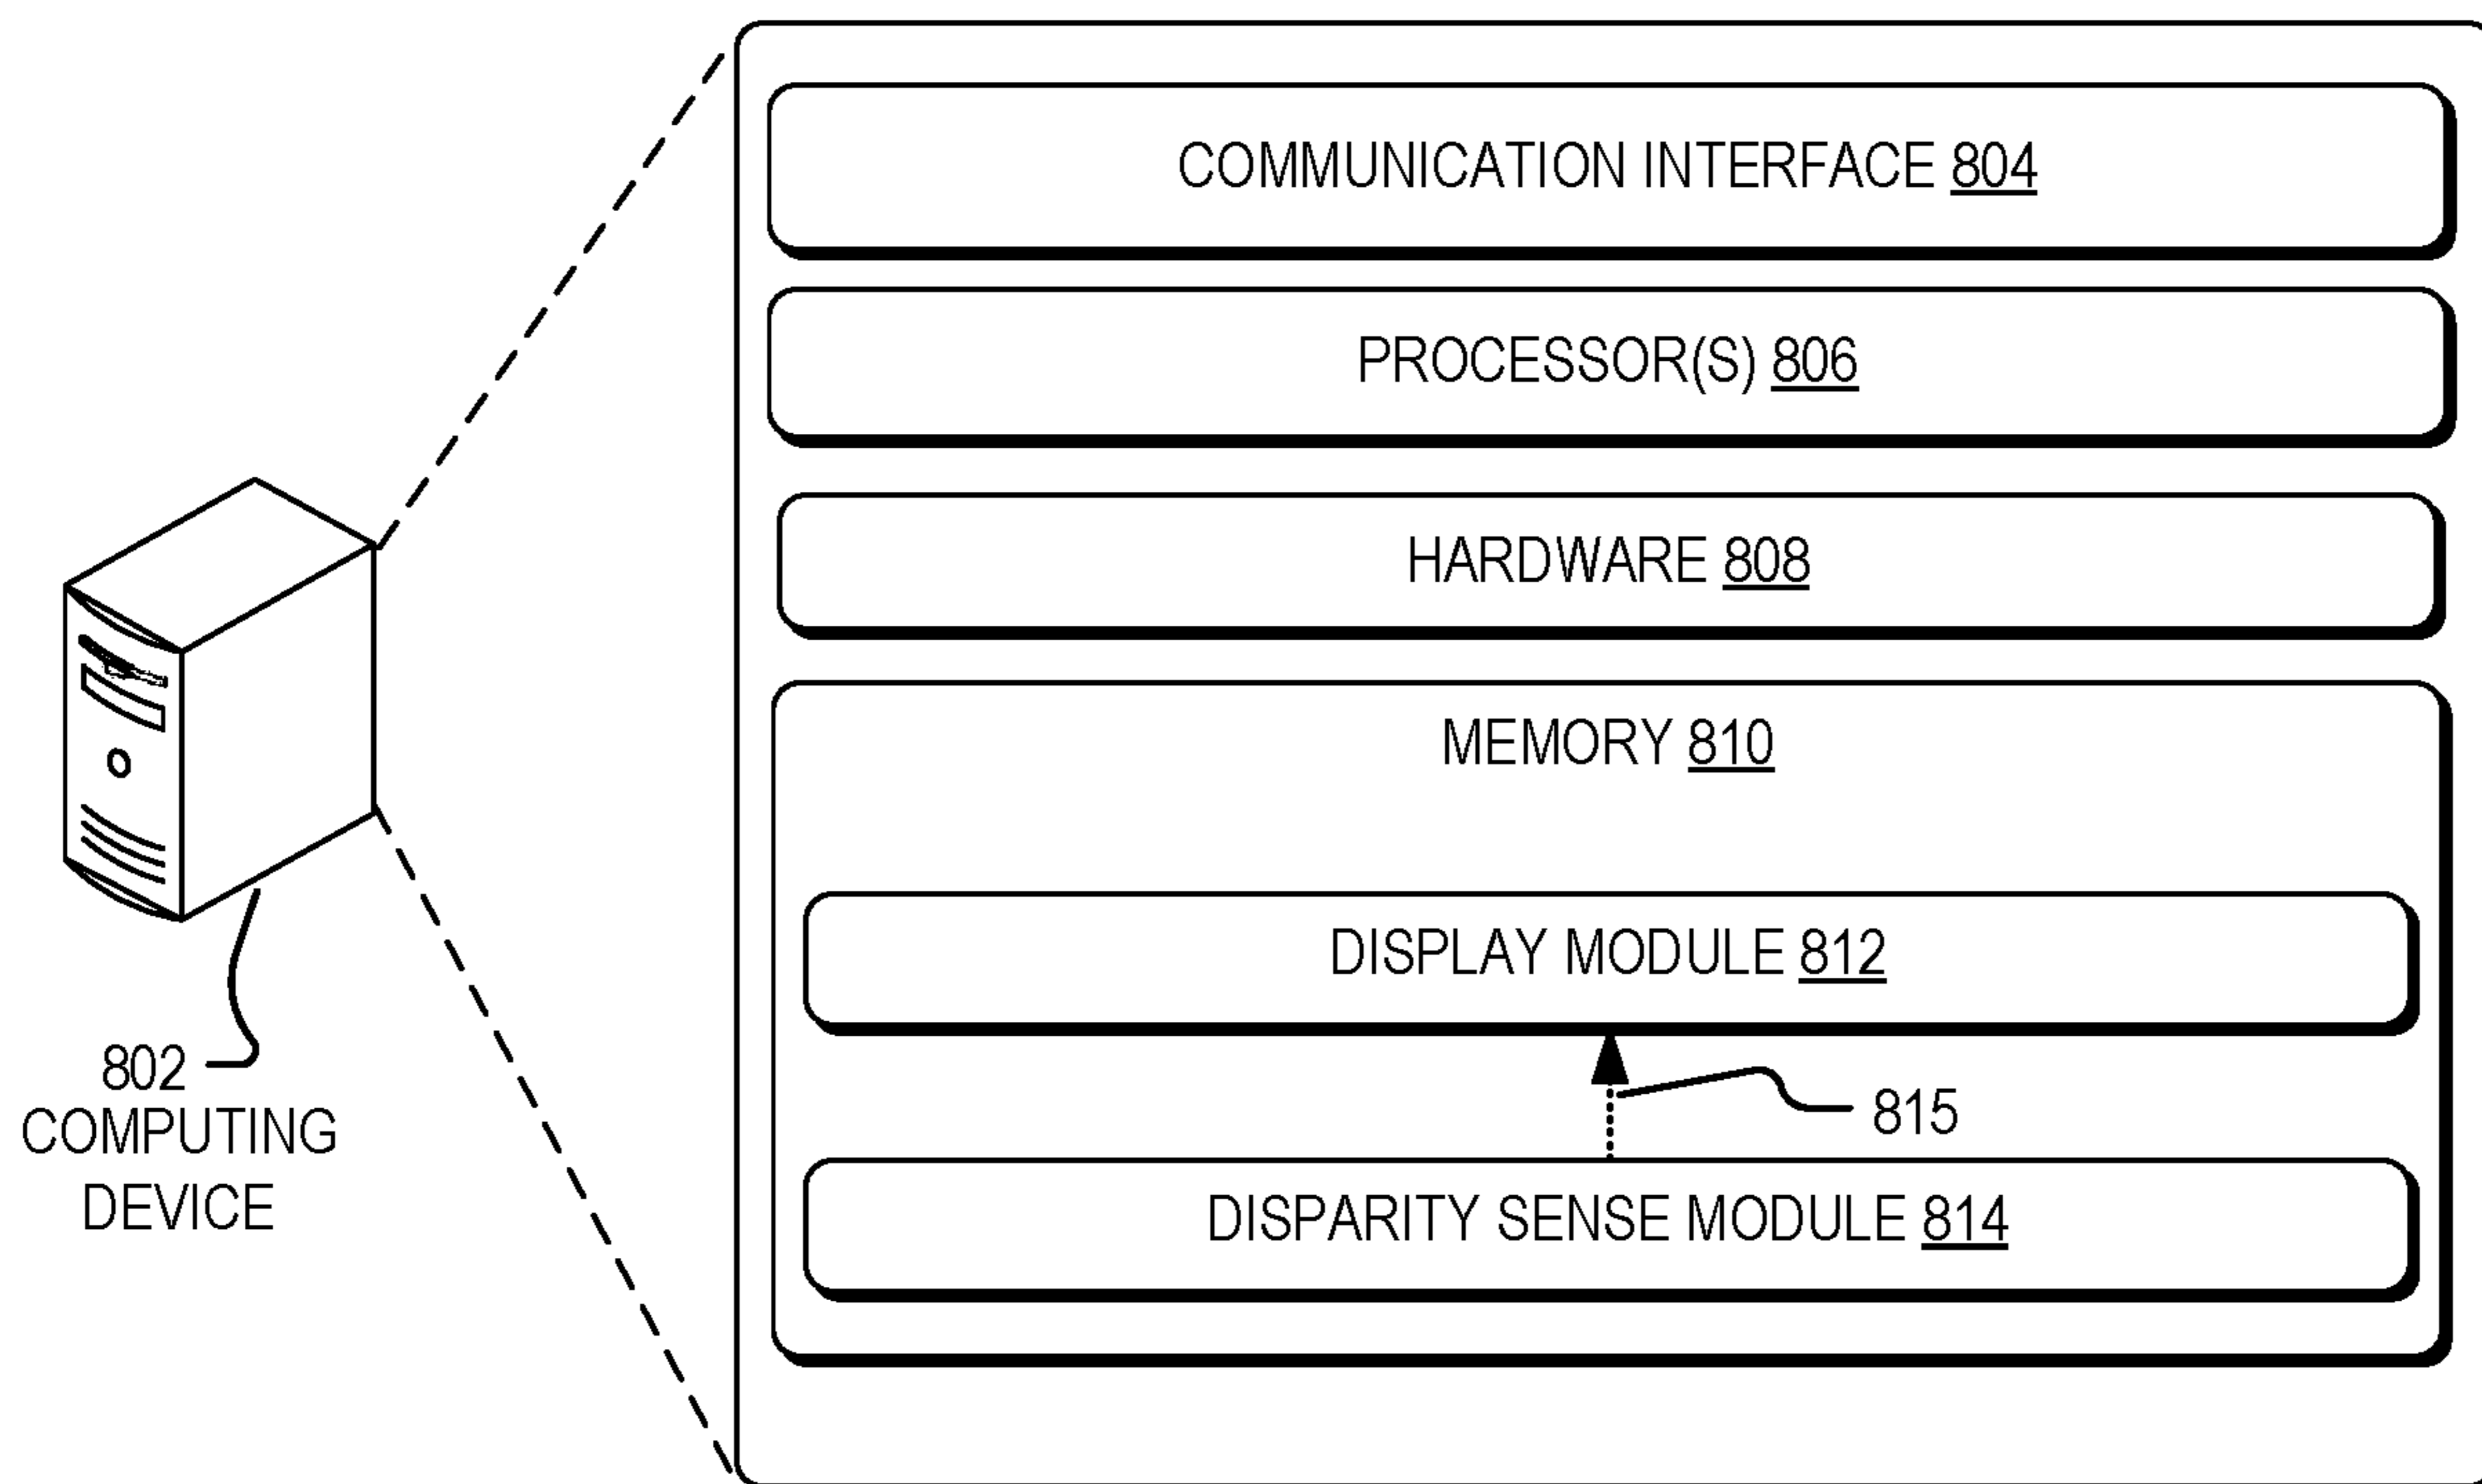 COMMUNICATION INTERFACE 804
PROCESSOR(S) 806
HARDWARE 808
MEMORY 810
DISPLAY MODULE 812
815
DISPARITY SENSE MODULE 814
802
COMPUTING
DEVICE